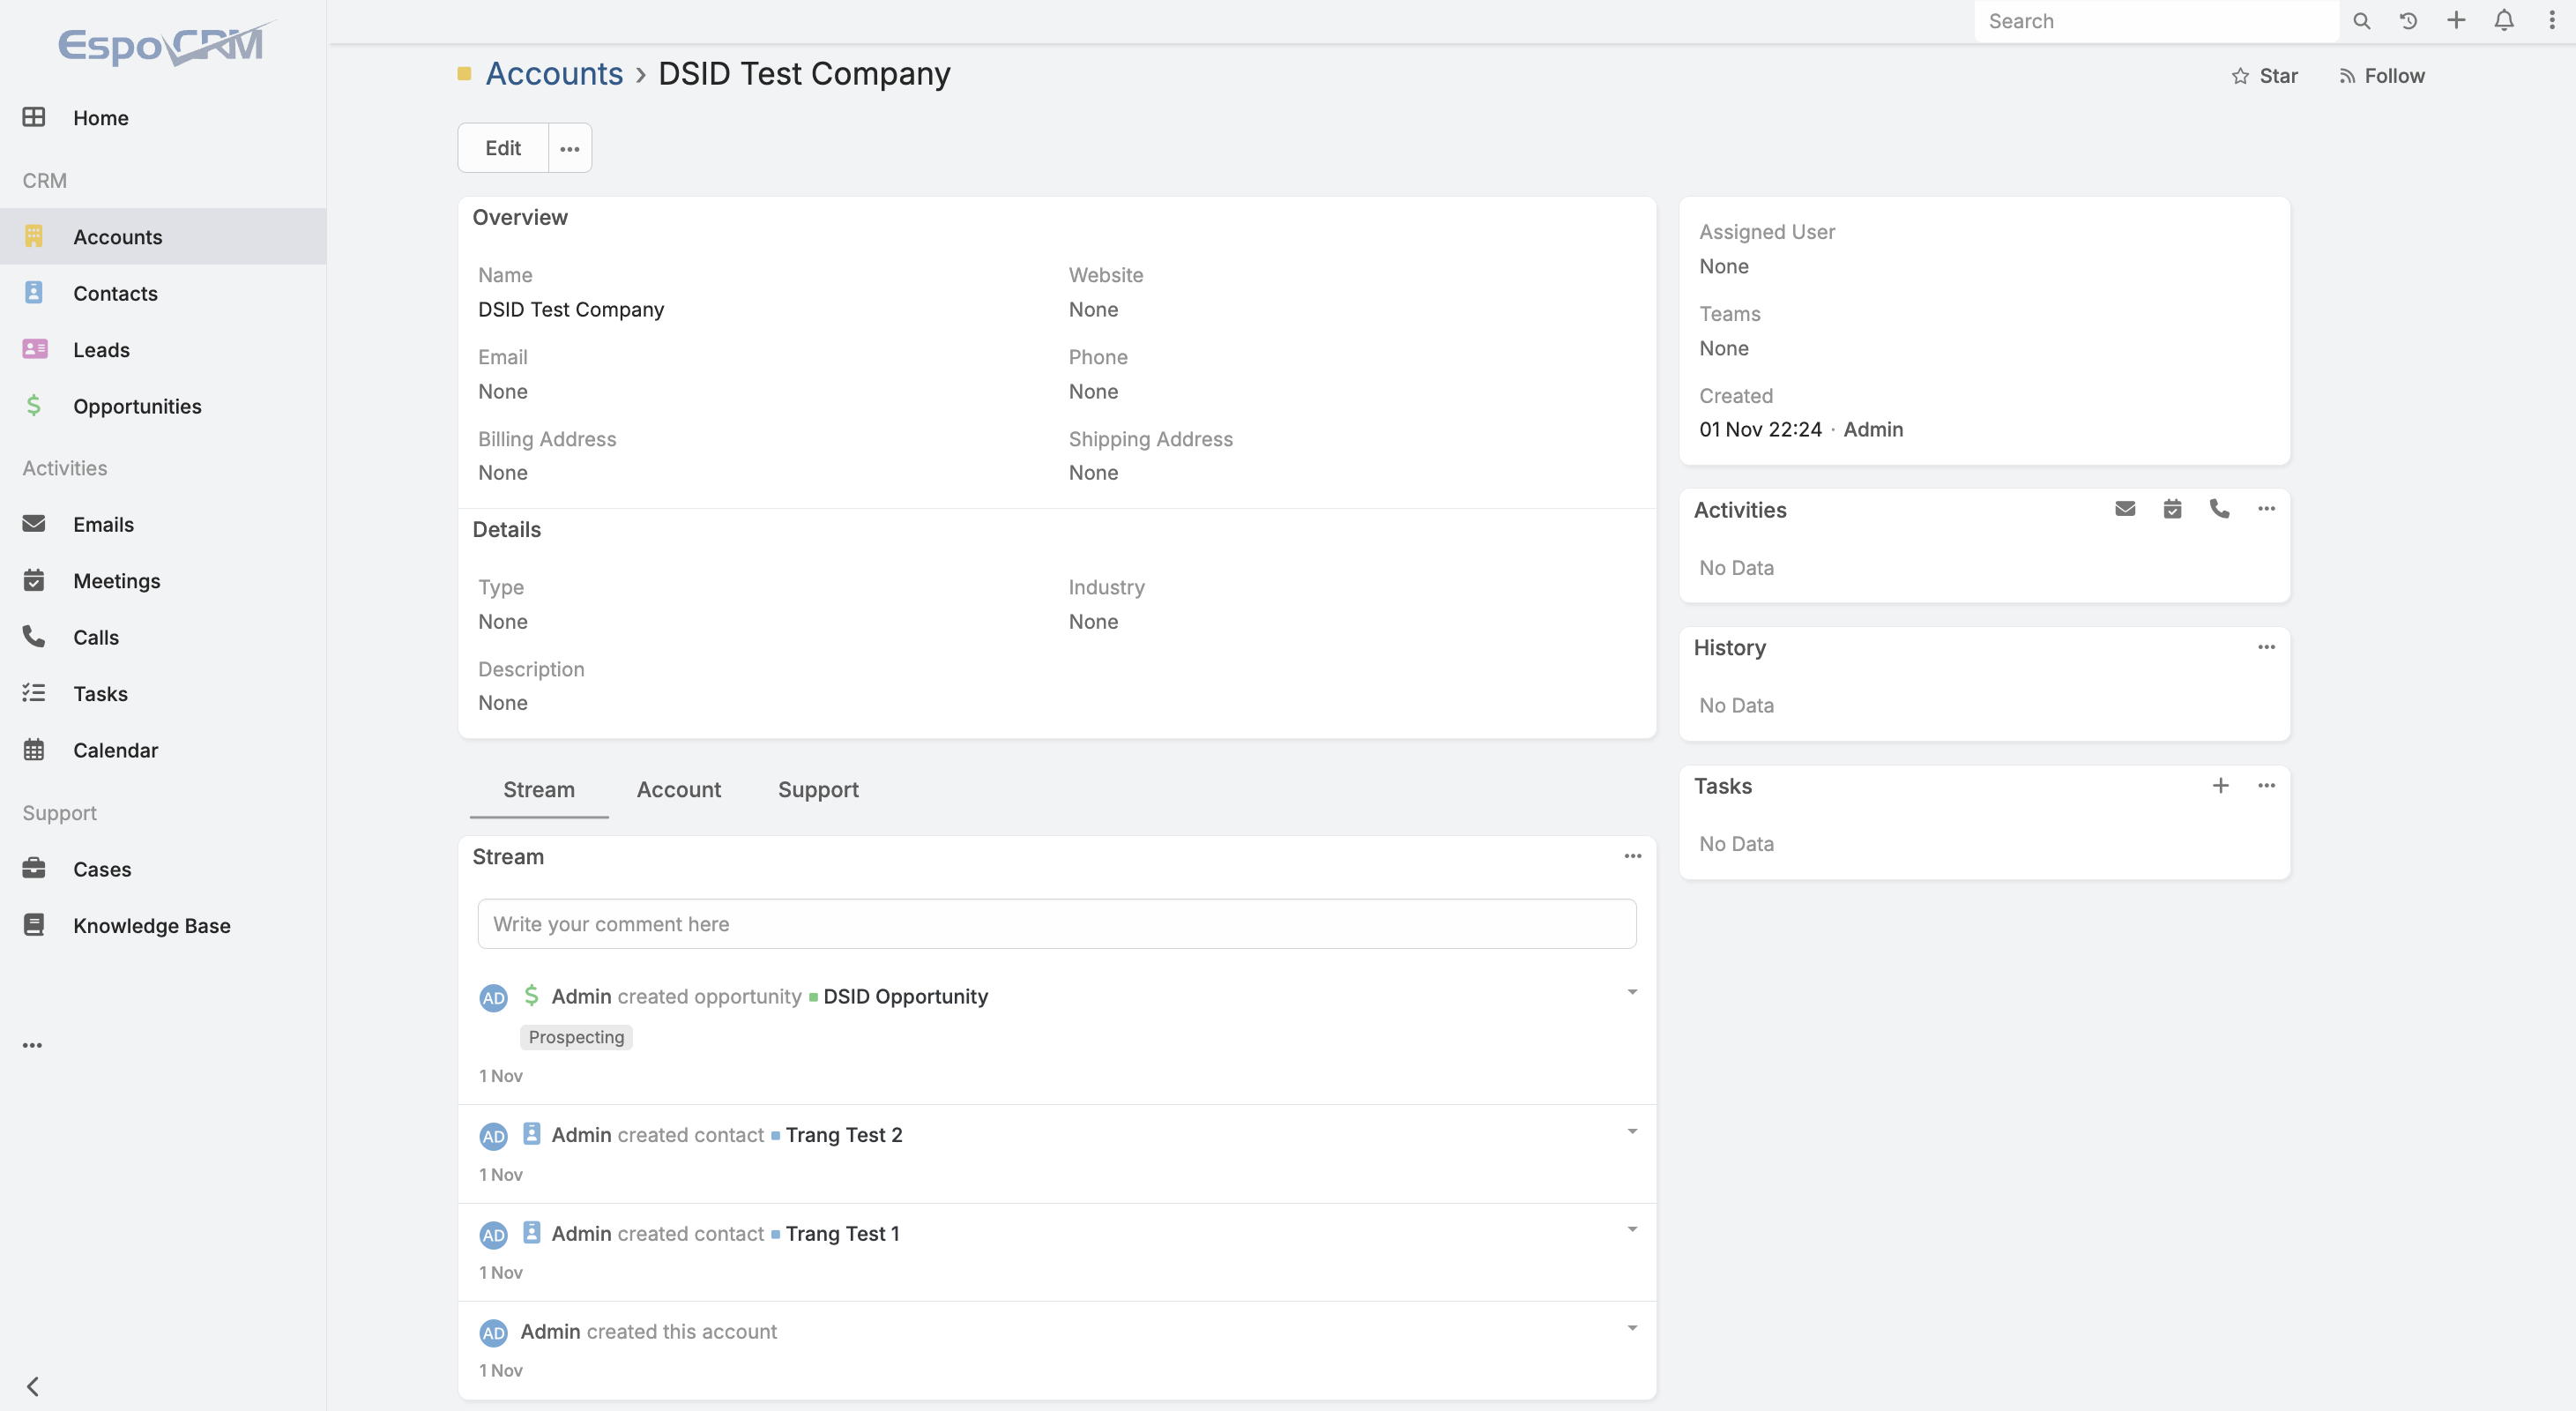 EspoCRM
Home
CRM
Accounts
Contacts
Leads
Opportunities
Activities
Emails
Meetings
Calls
Tasks
Calendar
Support
Cases
Knowledge Base
Search
Accounts › DSID Test Company
Star
Follow
Edit
Overview
Name
DSID Test Company
Website
None
Email
None
Phone
None
Billing Address
None
Shipping Address
None
Details
Type
None
Industry
None
Description
None
Stream
Account
Support
Stream
Write your comment here
AD Admin created opportunity DSID Opportunity
Prospecting
1 Nov
AD Admin created contact Trang Test 2
1 Nov
AD Admin created contact Trang Test 1
1 Nov
AD Admin created this account
1 Nov
Assigned User
None
Teams
None
Created
01 Nov 22:24 · Admin
Activities
No Data
History
No Data
Tasks
No Data